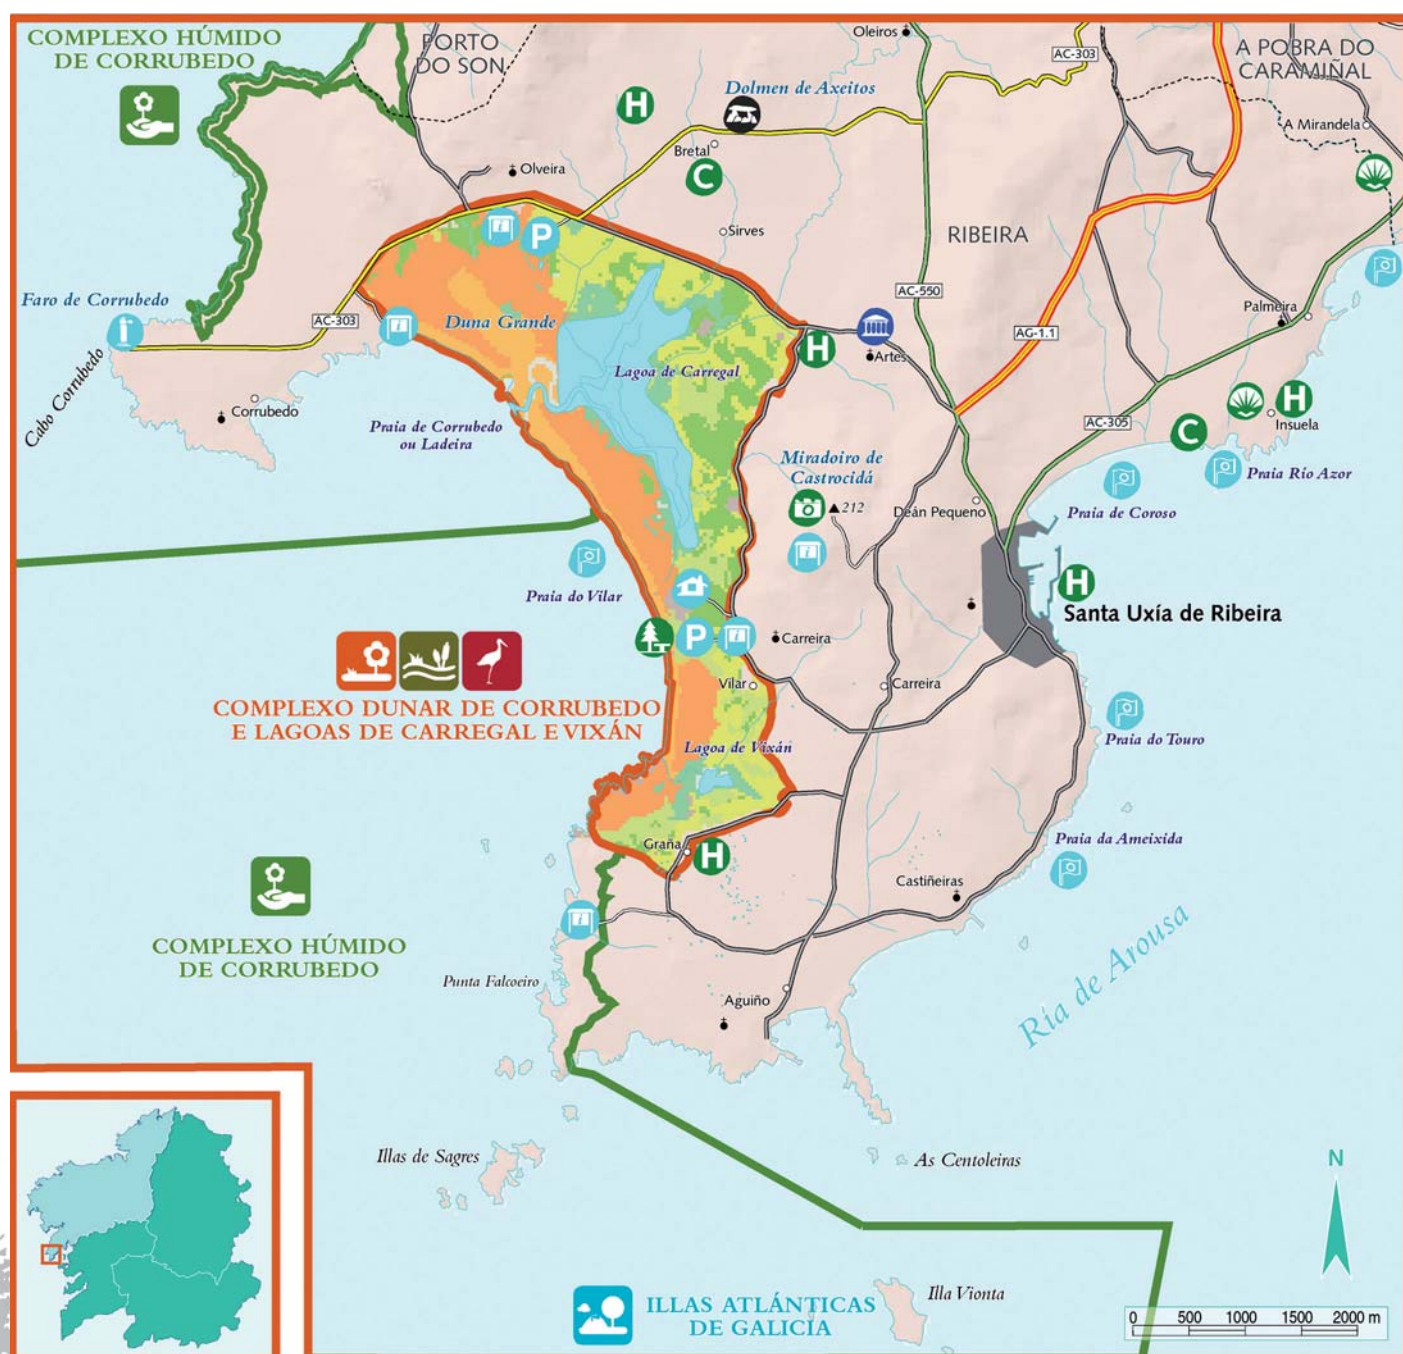 COMPLEXO HÚMIDO
DE CORRUBEDO
PORTO
DO SON
Oleiros
AC-303
A POBRA DO
CARAMIÑAL
Dolmen de Axeitos
H
A Mirandela
Bretal
C
Olveira
i
P
Sirves
RIBEIRA
Faro de Corrubedo
AC-303
i
Duna Grande
AC-550
Palmeira
AG-1.1
H
Artes
Lagoa de Carregal
Cabo Corrubedo
Corrubedo
Praia de Corrubedo
ou Ladeira
AC-305
C
H
Insuela
Miradoiro de
Castrocidá
Praia Río Azor
212
Deán Pequeno
Praia de Coroso
i
Praia do Vilar
H
Santa Uxía de Ribeira
P
i
Carreira
Vilar
Carreira
COMPLEXO DUNAR DE CORRUBEDO
E LAGOAS DE CARREGAL E VIXÁN
Praia do Touro
Lagoa de Vixán
Graña
H
Praia da Ameixida
Castiñeiras
i
COMPLEXO HÚMIDO
DE CORRUBEDO
Punta Falcoeiro
Aguiño
Ría de Arousa
Illas de Sagres
As Centoleiras
N
Illa Vionta
ILLAS ATLÁNTICAS
DE GALICIA
0 500 1000 1500 2000 m